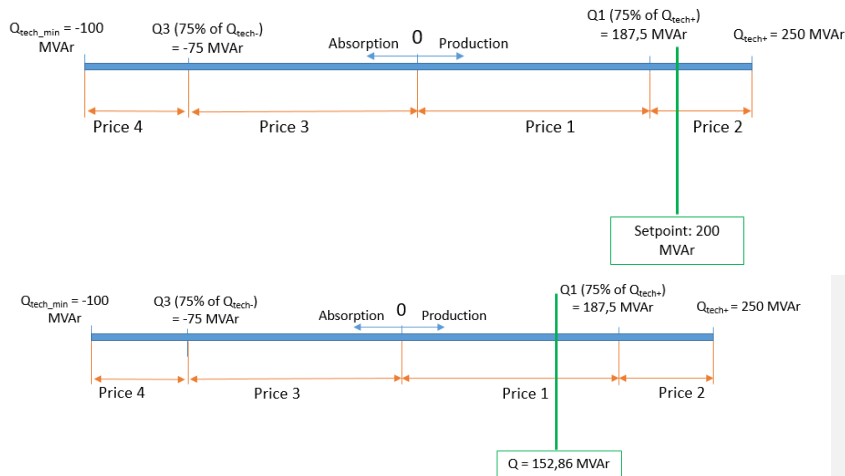 Qtech_min = -100
MVAr
Q3 (75% of Qtech-)
= -75 MVAr
Absorption
0
Production
Q1 (75% of Qtech+)
= 187,5 MVAr
Qtech+ = 250 MVAr
Price 4
Price 3
Price 1
Price 2
Setpoint: 200
MVAr
Qtech_min = -100
MVAr
Q3 (75% of Qtech-)
= -75 MVAr
Absorption
0
Production
Q1 (75% of Qtech+)
= 187,5 MVAr
Qtech+ = 250 MVAr
Price 4
Price 3
Price 1
Price 2
Q = 152,86 MVAr